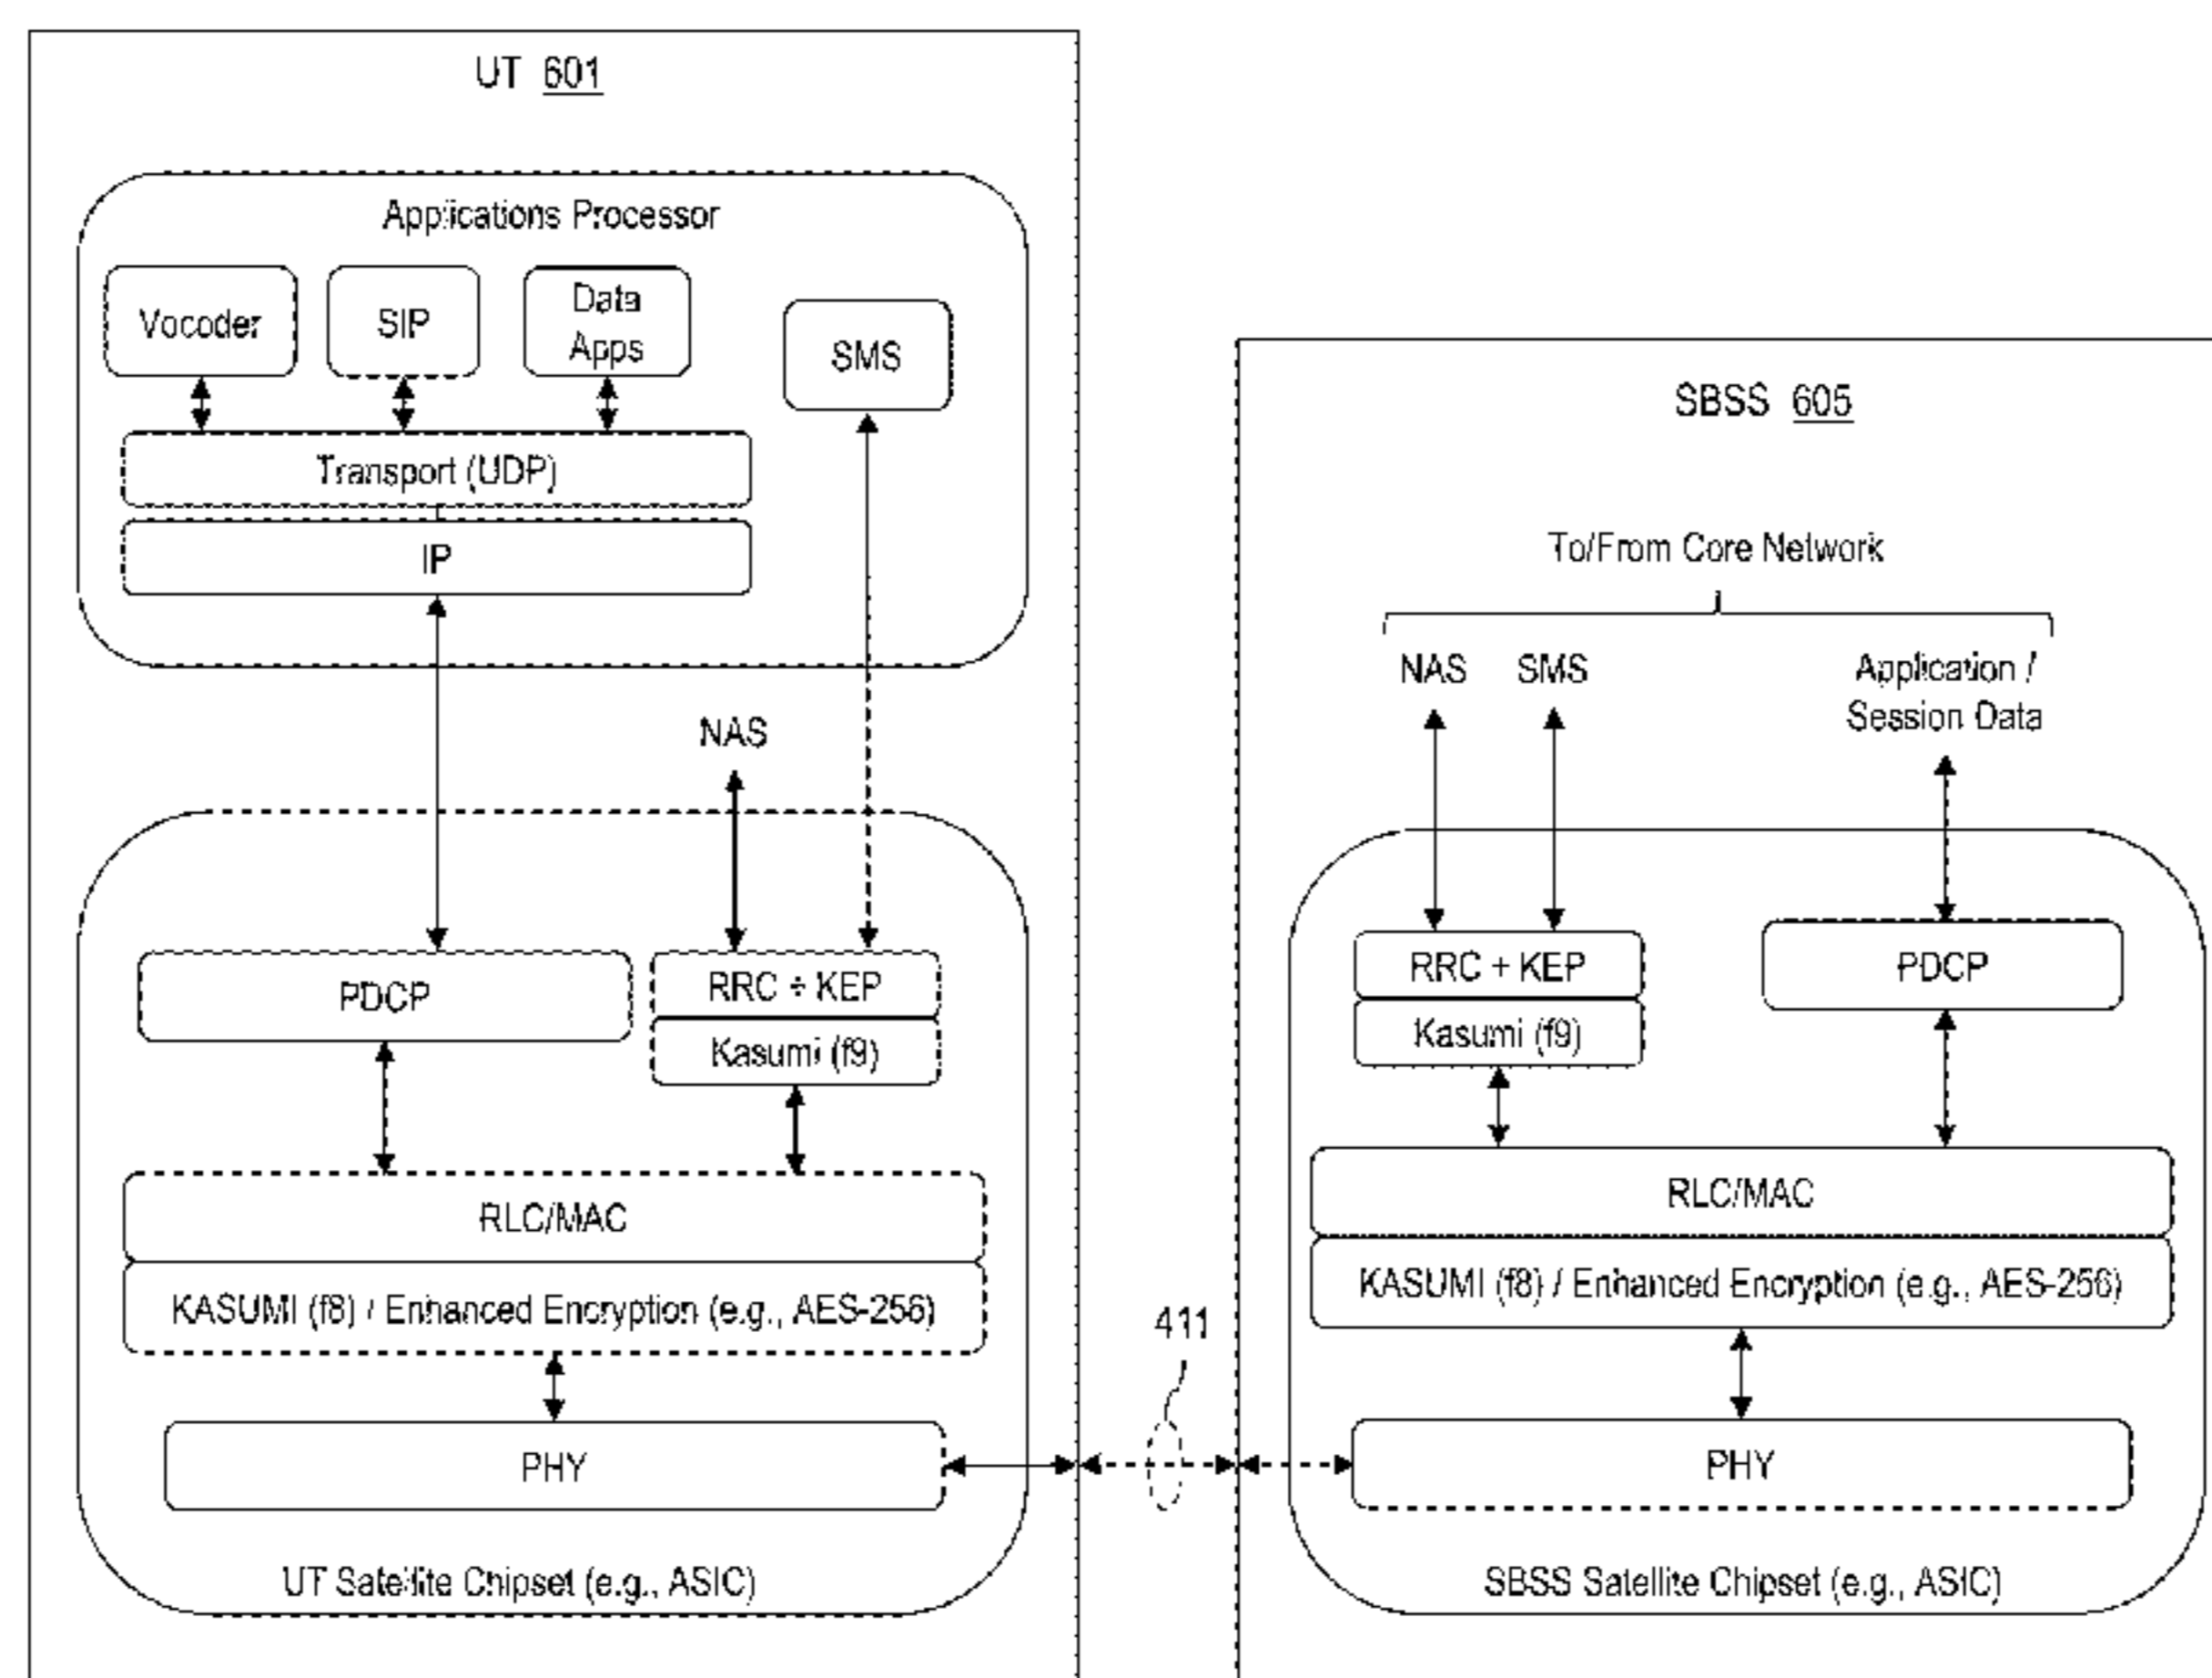 UT 601
Applications Processor
Vocoder
SIP
Data
Apps
SMS
Transport (UDP)
IP
NAS
PDCP
RRC + KEP
Kasumi (f9)
RLC/MAC
KASUMI (f8) / Enhanced Encryption (e.g., AES-256)
PHY
UT Satellite Chipset (e.g., ASIC)
411
SBSS 605
To/From Core Network
NAS
SMS
Application /
Session Data
RRC + KEP
Kasumi (f9)
PDCP
RLC/MAC
KASUMI (f8) / Enhanced Encryption (e.g., AES-256)
PHY
SBSS Satellite Chipset (e.g., ASIC)